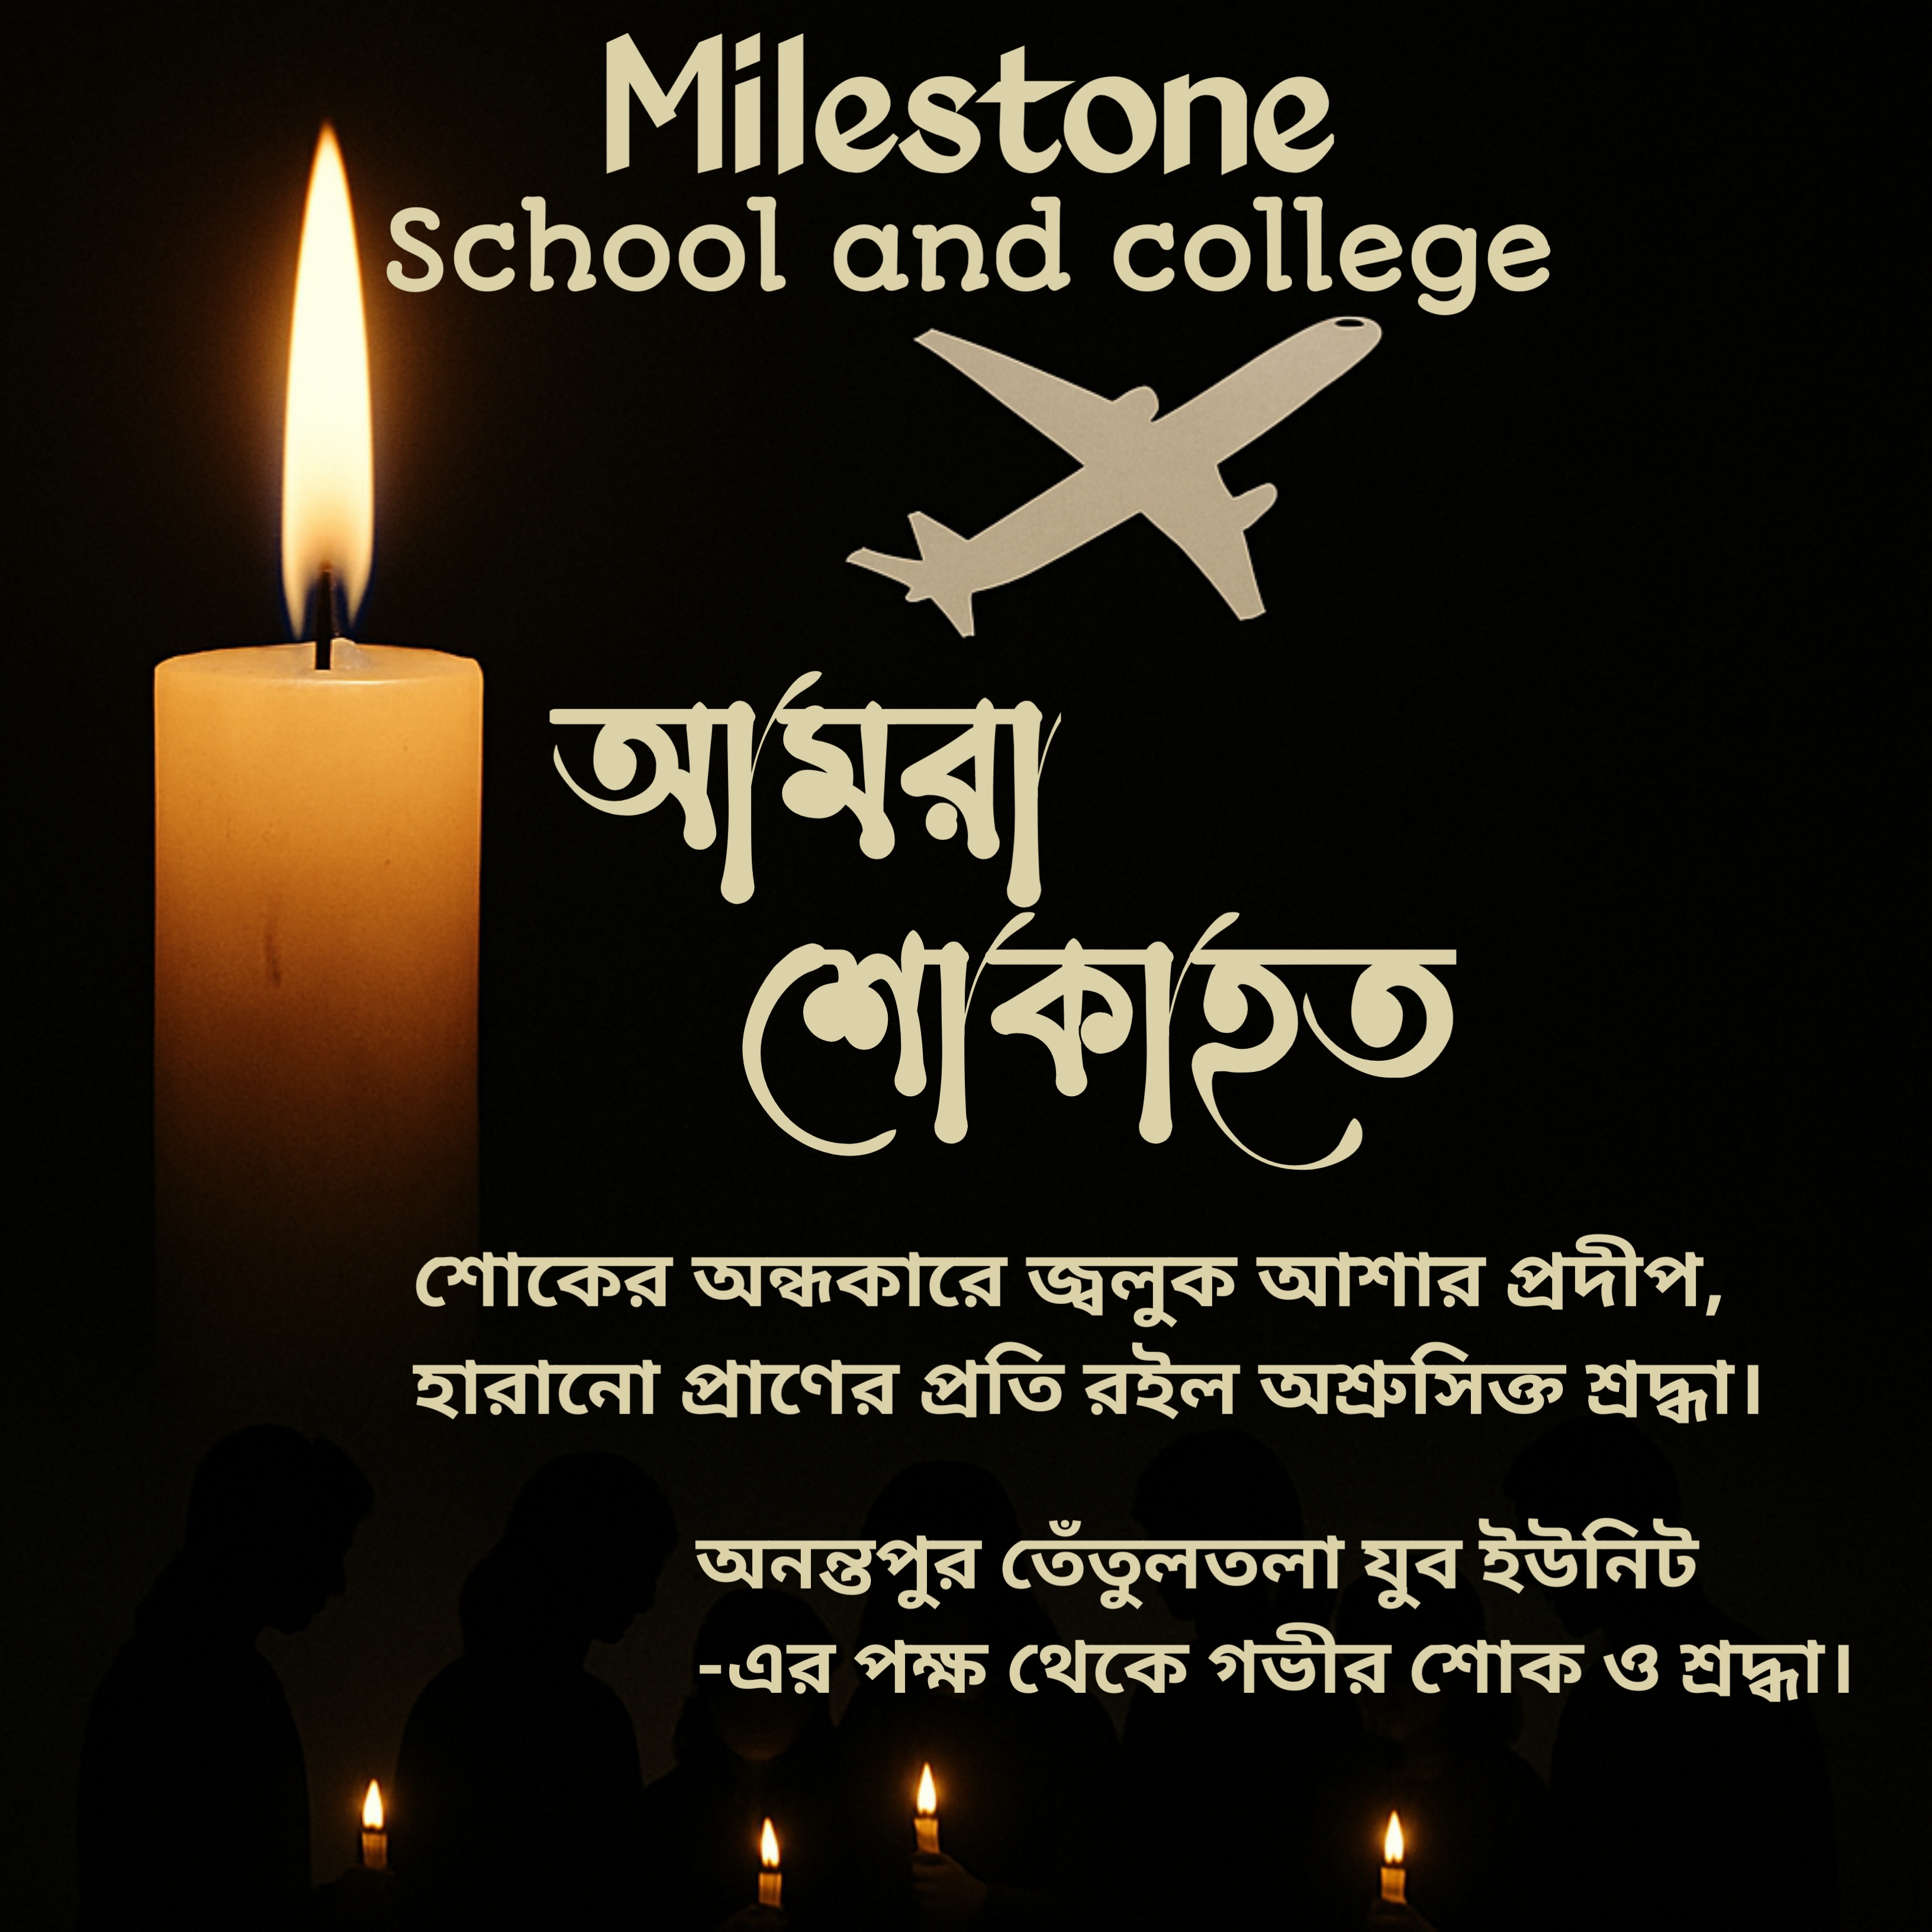 Milestone
School and college
আমরা
শোকাহত
শোকের অন্ধকারে জ্বলুক আশার প্রদীপ,
হারানো প্রাণের প্রতি রইল অশ্রুসিক্ত শ্রদ্ধা।
অনন্তপুর তেঁতুলতলা যুব ইউনিট
-এর পক্ষ থেকে গভীর শোক ও শ্রদ্ধা।